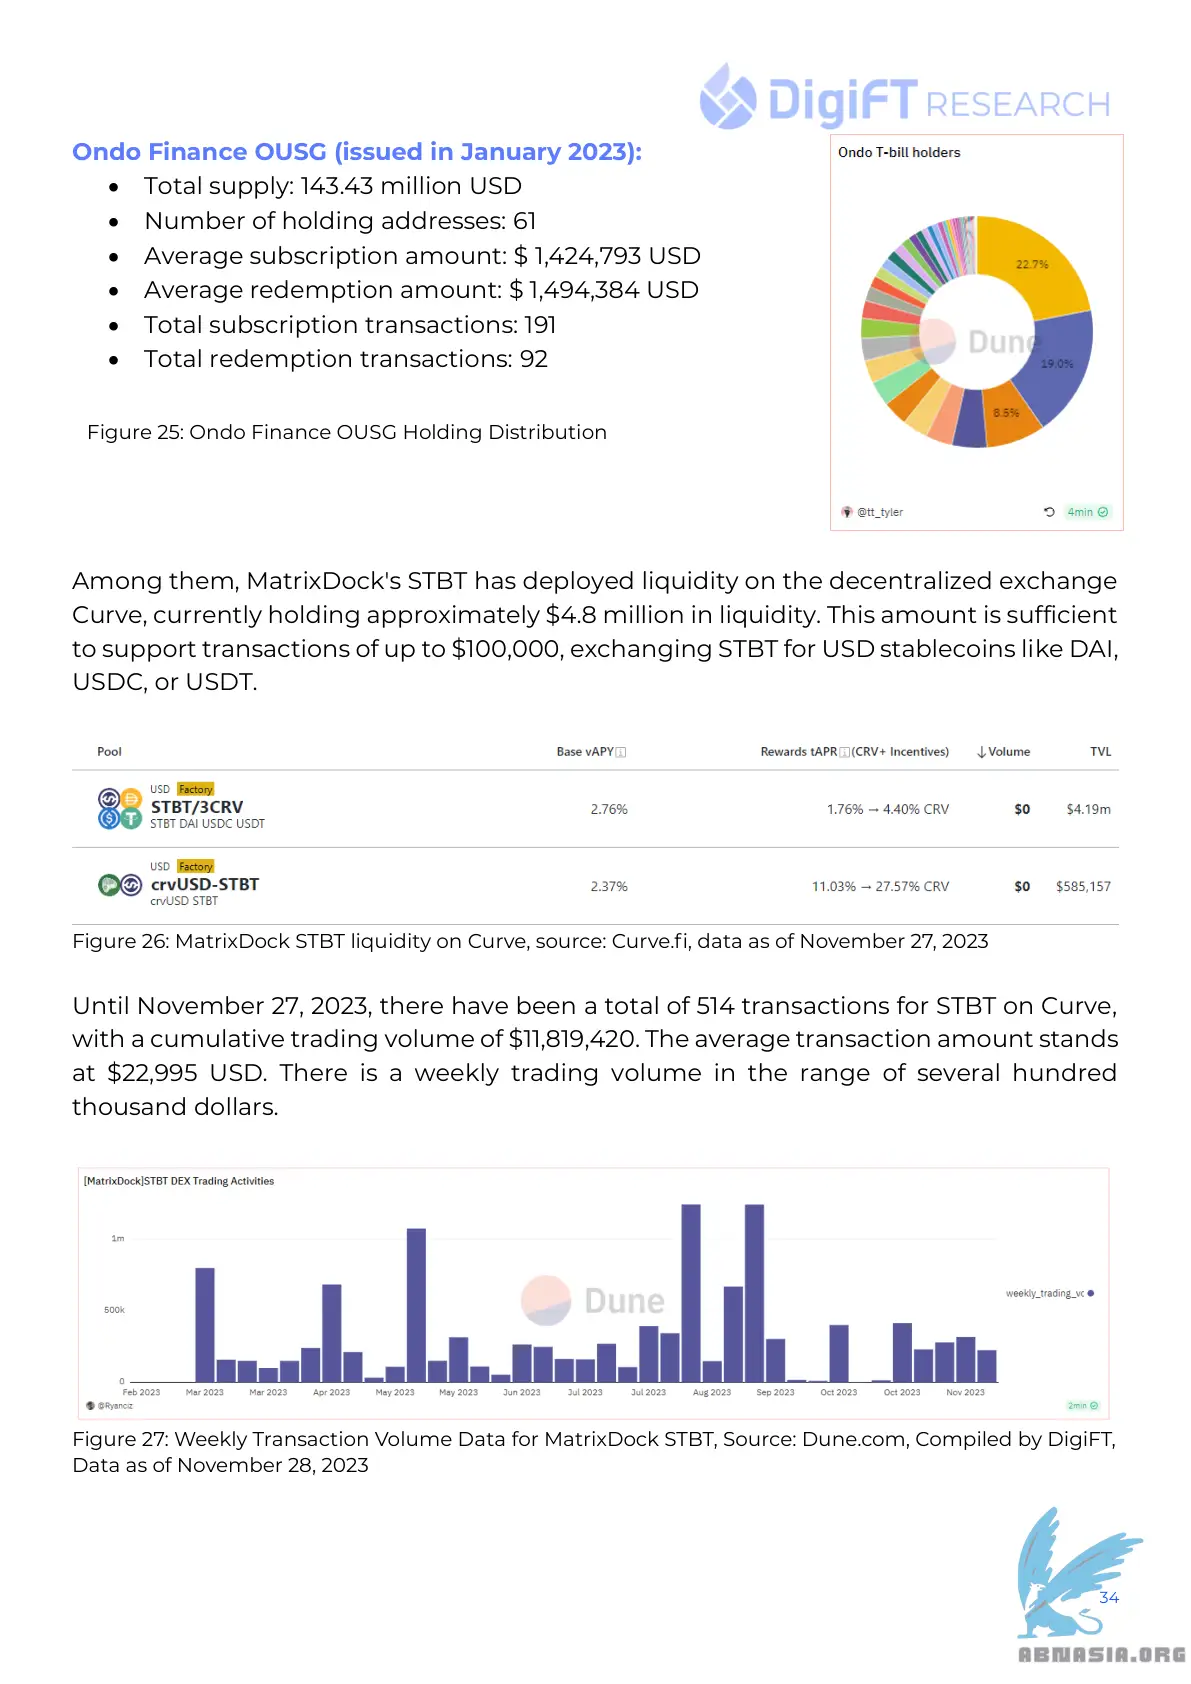 DigiFT RESEARCH
Ondo Finance OUSG (issued in January 2023):
• Total supply: 143.43 million USD
• Number of holding addresses: 61
• Average subscription amount: $ 1,424,793 USD
• Average redemption amount: $ 1,494,384 USD
• Total subscription transactions: 191
• Total redemption transactions: 92
Figure 25: Ondo Finance OUSG Holding Distribution
Ondo T-bill holders
22.7%
Dune
19.0%
8.5%
@tt_tyler
4min
Among them, MatrixDock's STBT has deployed liquidity on the decentralized exchange
Curve, currently holding approximately $4.8 million in liquidity. This amount is sufficient
to support transactions of up to $100,000, exchanging STBT for USD stablecoins like DAI,
USDC, or USDT.
Pool Base vAPY Rewards tAPR (CRV+ Incentives) ↓ Volume TVL
USD Factory
STBT/3CRV 2.76% 1.76% → 4.40% CRV $0 $4.19m
STBT DAI USDC USDT
USD Factory
crvUSD-STBT 2.37% 11.03% → 27.57% CRV $0 $585,157
crvUSD STBT
Figure 26: MatrixDock STBT liquidity on Curve, source: Curve.fi, data as of November 27, 2023
Until November 27, 2023, there have been a total of 514 transactions for STBT on Curve,
with a cumulative trading volume of $11,819,420. The average transaction amount stands
at $22,995 USD. There is a weekly trading volume in the range of several hundred
thousand dollars.
[MatrixDock]STBT DEX Trading Activities
1m
500k
0
Dune
weekly_trading_vc
Feb 2023 Mar 2023 Mar 2023 Apr 2023 May 2023 May 2023 Jun 2023 Jul 2023 Jul 2023 Aug 2023 Sep 2023 Oct 2023 Oct 2023 Nov 2023
@Ryanciz
2min
Figure 27: Weekly Transaction Volume Data for MatrixDock STBT, Source: Dune.com, Compiled by DigiFT,
Data as of November 28, 2023
34
ABNASIA.ORG